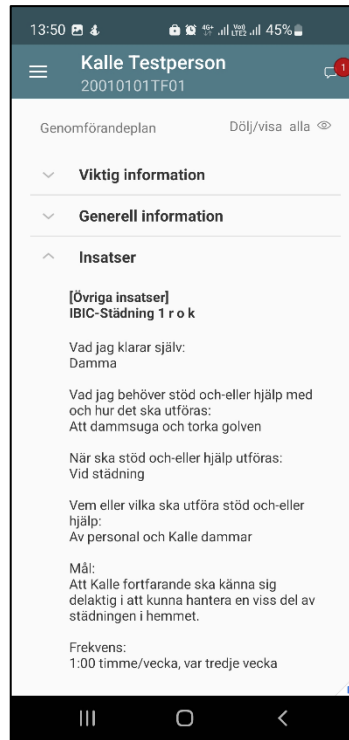 13:50 45%
Kalle Testperson
20010101TF01
1
Genomförandeplan Dölj/visa alla
Viktig information
Generell information
Insatser
[Övriga insatser]
IBIC-Städning 1 r o k
Vad jag klarar själv:
Damma
Vad jag behöver stöd och-eller hjälp med
och hur det ska utföras:
Att dammsuga och torka golven
När ska stöd och-eller hjälp utföras:
Vid städning
Vem eller vilka ska utföra stöd och-eller
hjälp:
Av personal och Kalle dammar
Mål:
Att Kalle fortfarande ska känna sig
delaktig i att kunna hantera en viss del av
städningen i hemmet.
Frekvens:
1:00 timme/vecka, var tredje vecka